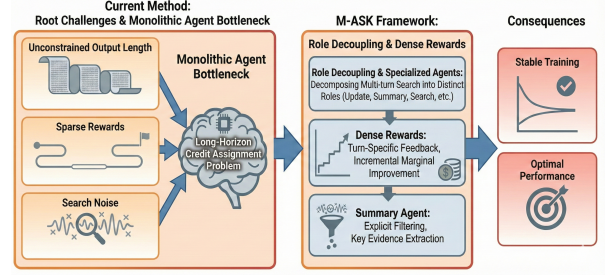 Current Method:
Root Challenges & Monolithic Agent Bottleneck
Unconstrained Output Length
Sparse Rewards
Search Noise
Monolithic Agent
Bottleneck
Long-Horizon
Credit Assignment
Problem
M-ASK Framework:
Role Decoupling & Dense Rewards
Role Decoupling & Specialized Agents:
Decomposing Multi-turn Search into Distinct
Roles (Update, Summary, Search, etc.)
Dense Rewards:
Turn-Specific Feedback,
Incremental Marginal
Improvement
Summary Agent:
Explicit Filtering,
Key Evidence Extraction
Consequences
Stable Training
Optimal
Performance